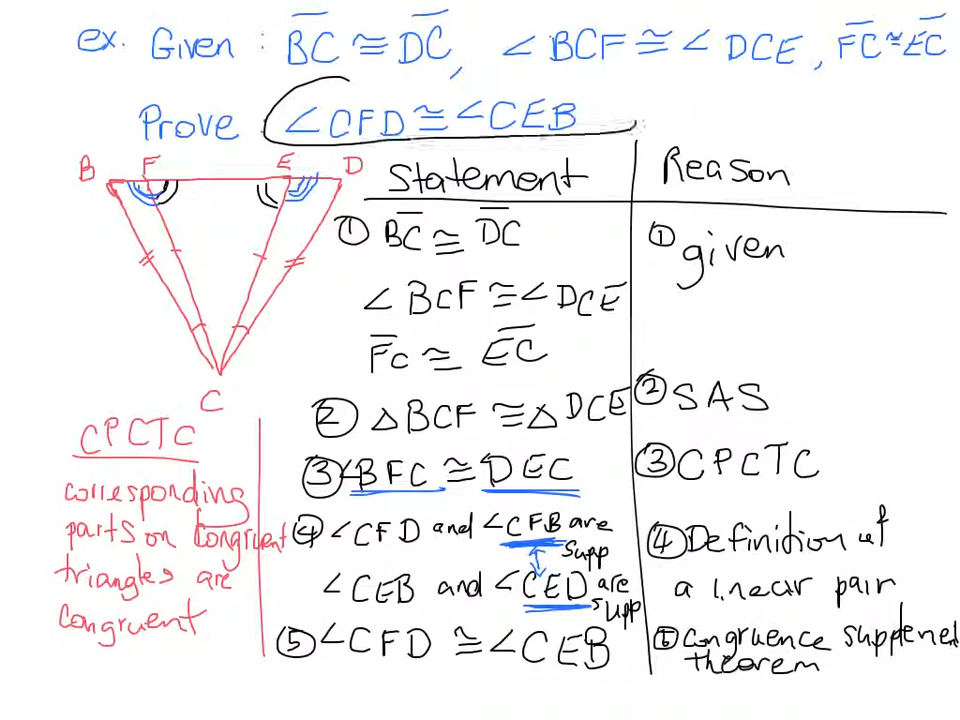 ex. Given : BC ≅ DC, ∠BCF ≅ ∠DCE, FC ≅ EC
Prove ∠CFD ≅ ∠CEB
B F E D
C
Statement Reason
① BC ≅ DC ① given
∠BCF ≅ ∠DCE
FC ≅ EC
② △BCF ≅ △DCE ② SAS
③ ∠BFC ≅ DEC ③ CPCTC
④ ∠CFD and ∠CFB are supp ④ Definition of
∠CEB and ∠CED are supp a linear pair
⑤ ∠CFD ≅ ∠CEB congruence
theorem
CPCTC
corresponding
parts on congruent
triangles are
congruent